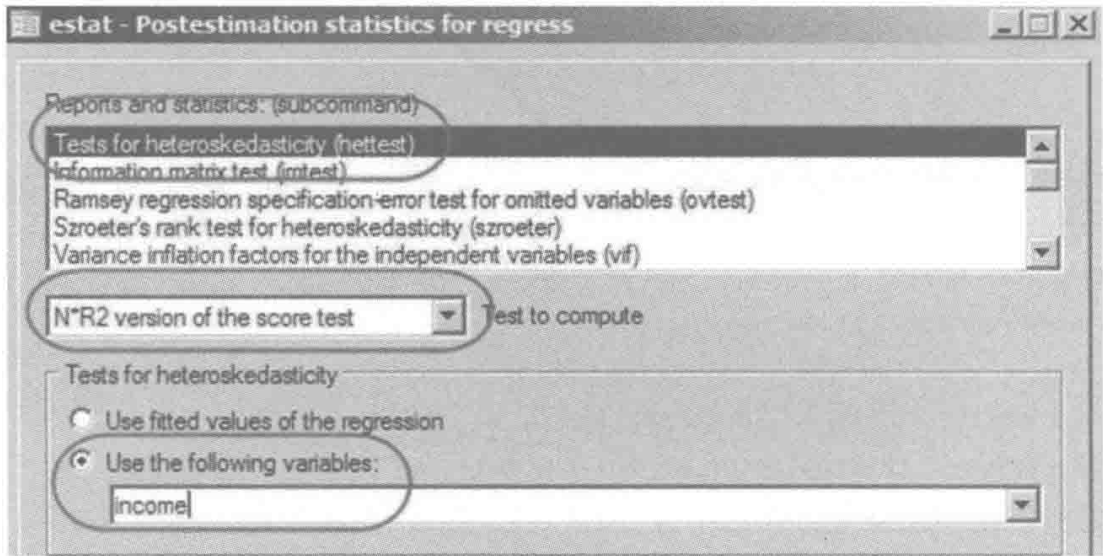 estat - Postestimation statistics for regress
Reports and statistics: (subcommand)
Tests for heteroskedasticity (hettest)
Information matrix test (imtest)
Ramsey regression specification-error test for omitted variables (ovtest)
Szroeter's rank test for heteroskedasticity (szroeter)
Variance inflation factors for the independent variables (vif)
N*R2 version of the score test Test to compute
Tests for heteroskedasticity
Use fitted values of the regression
Use the following variables:
income